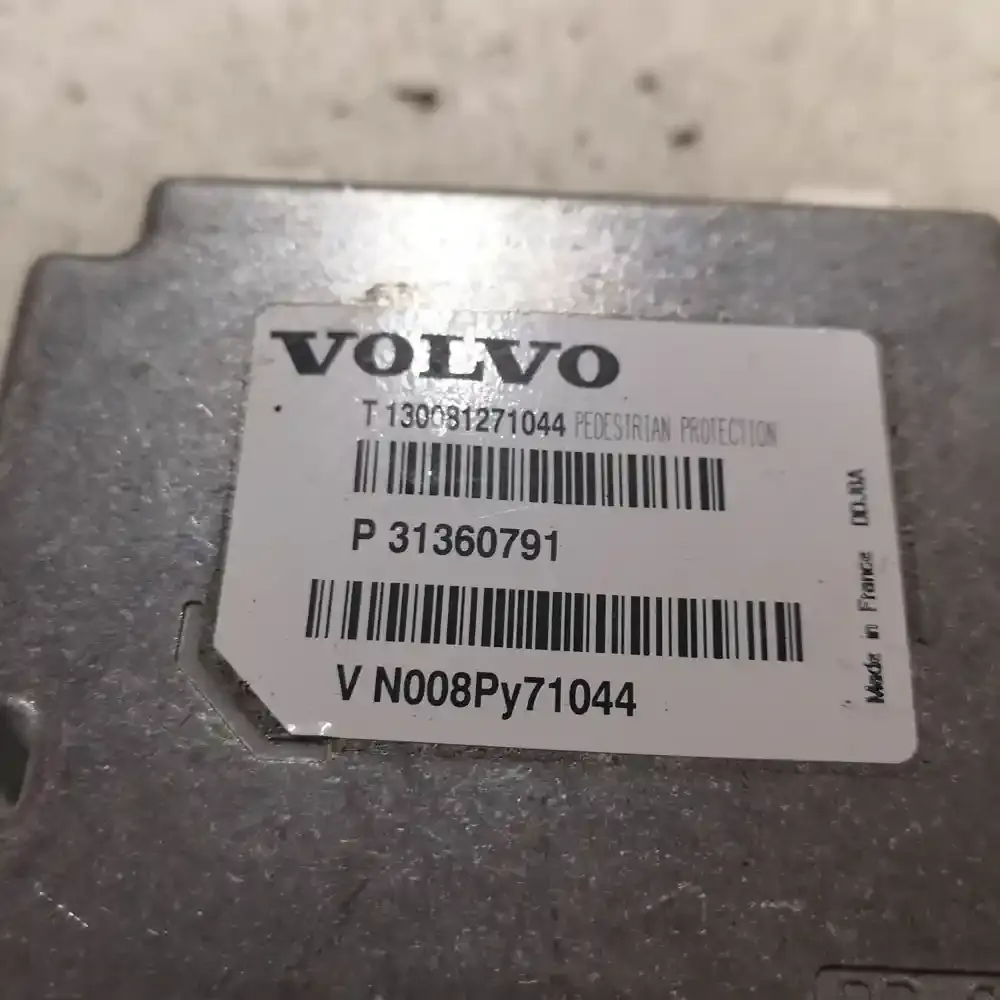 VOLVO
T 130081271044 PEDESTRIAN PROTECTION
P 31360791
V N008Py71044
Made in France